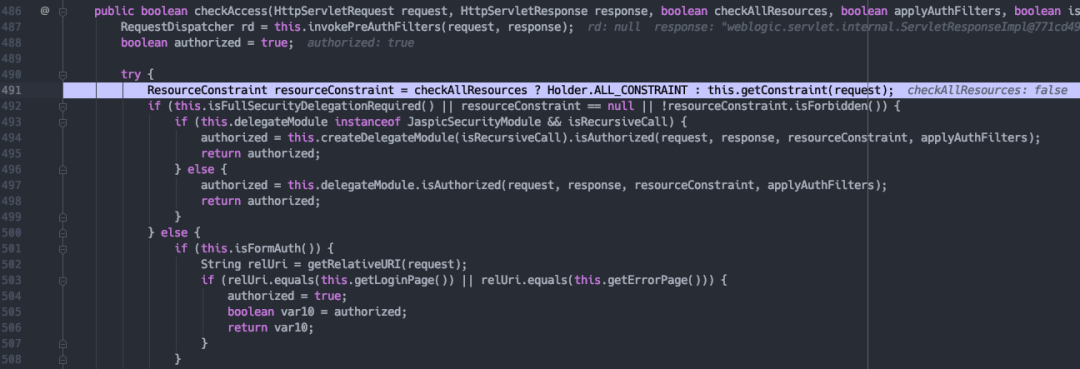 486 @ public boolean checkAccess(HttpServletRequest request, HttpServletResponse response, boolean checkAllResources, boolean applyAuthFilters, boolean is
487 RequestDispatcher rd = this.invokePreAuthFilters(request, response); rd: null response: "weblogic.servlet.internal.ServletResponseImpl@771cd49
488 boolean authorized = true; authorized: true
489
490 try {
491 ResourceConstraint resourceConstraint = checkAllResources ? Holder.ALL_CONSTRAINT : this.getConstraint(request); checkAllResources: false
492 if (this.isFullSecurityDelegationRequired() || resourceConstraint == null || !resourceConstraint.isForbidden()) {
493 if (this.delegateModule instanceof JaspicSecurityModule && isRecursiveCall) {
494 authorized = this.createDelegateModule(isRecursiveCall).isAuthorized(request, response, resourceConstraint, applyAuthFilters);
495 return authorized;
496 } else {
497 authorized = this.delegateModule.isAuthorized(request, response, resourceConstraint, applyAuthFilters);
498 return authorized;
499 }
500 } else {
501 if (this.isFormAuth()) {
502 String relUri = getRelativeURI(request);
503 if (relUri.equals(this.getLoginPage()) || relUri.equals(this.getErrorPage())) {
504 authorized = true;
505 boolean var10 = authorized;
506 return var10;
507 }
508 }